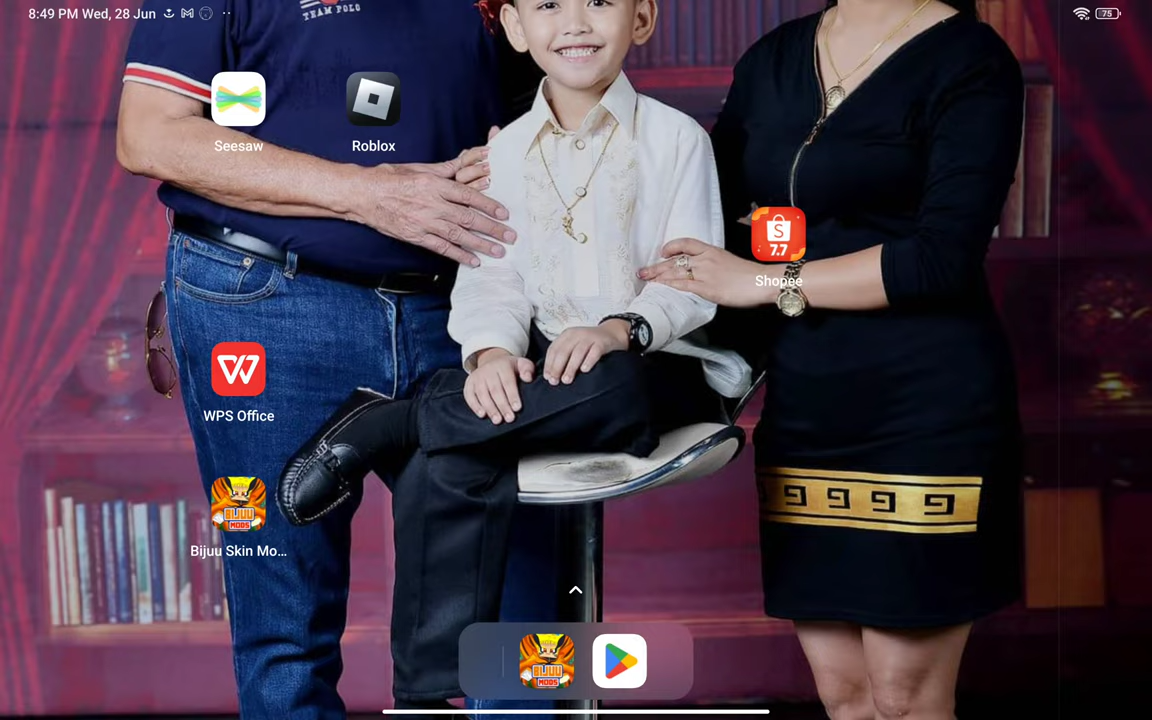 8:49 PM Wed, 28 Jun
75
TEAM POLO
Seesaw
Roblox
S
7.7
Shopee
W
WPS Office
BIJUU
MODS
Bijuu Skin Mo...
BIJUU
MODS